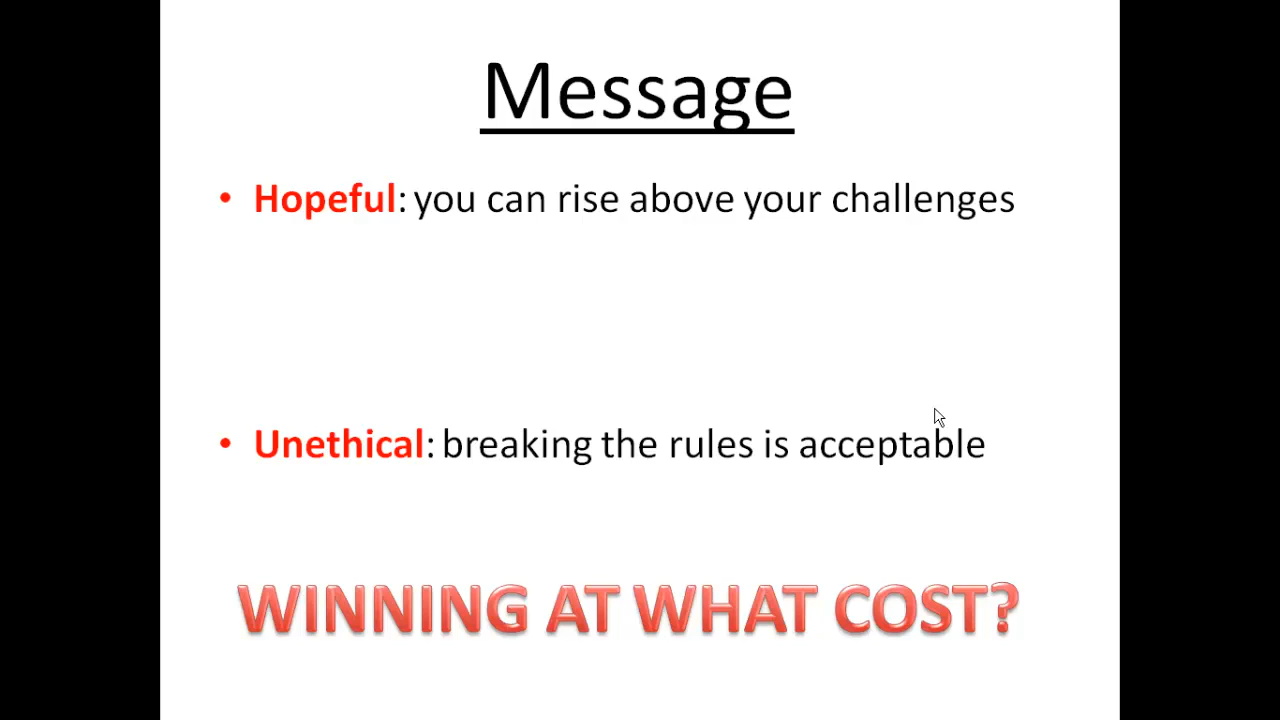 Message
• Hopeful: you can rise above your challenges
• Unethical: breaking the rules is acceptable
WINNING AT WHAT COST?